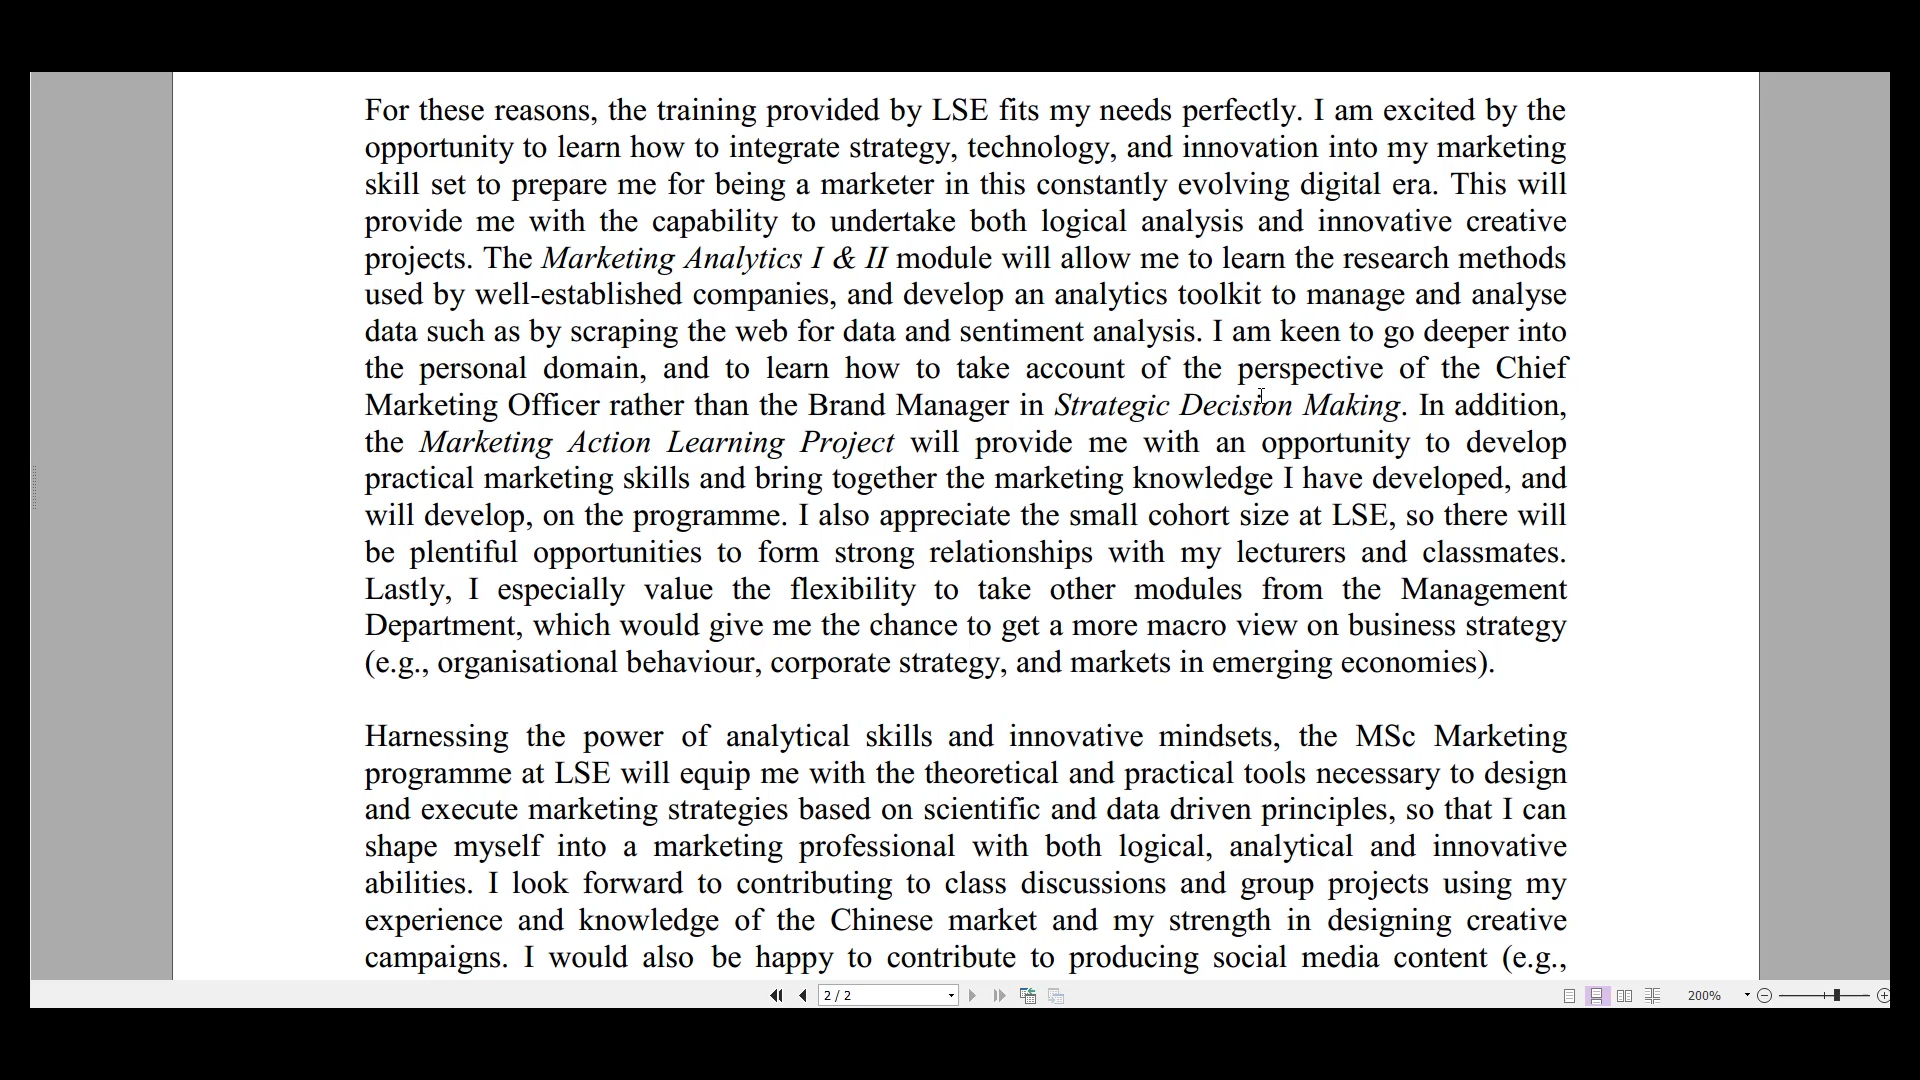 For these reasons, the training provided by LSE fits my needs perfectly. I am excited by the
opportunity to learn how to integrate strategy, technology, and innovation into my marketing
skill set to prepare me for being a marketer in this constantly evolving digital era. This will
provide me with the capability to undertake both logical analysis and innovative creative
projects. The Marketing Analytics I & II module will allow me to learn the research methods
used by well-established companies, and develop an analytics toolkit to manage and analyse
data such as by scraping the web for data and sentiment analysis. I am keen to go deeper into
the personal domain, and to learn how to take account of the perspective of the Chief
Marketing Officer rather than the Brand Manager in Strategic Decision Making. In addition,
the Marketing Action Learning Project will provide me with an opportunity to develop
practical marketing skills and bring together the marketing knowledge I have developed, and
will develop, on the programme. I also appreciate the small cohort size at LSE, so there will
be plentiful opportunities to form strong relationships with my lecturers and classmates.
Lastly, I especially value the flexibility to take other modules from the Management
Department, which would give me the chance to get a more macro view on business strategy
(e.g., organisational behaviour, corporate strategy, and markets in emerging economies).
Harnessing the power of analytical skills and innovative mindsets, the MSc Marketing
programme at LSE will equip me with the theoretical and practical tools necessary to design
and execute marketing strategies based on scientific and data driven principles, so that I can
shape myself into a marketing professional with both logical, analytical and innovative
abilities. I look forward to contributing to class discussions and group projects using my
experience and knowledge of the Chinese market and my strength in designing creative
campaigns. I would also be happy to contribute to producing social media content (e.g.,
2 / 2
200%